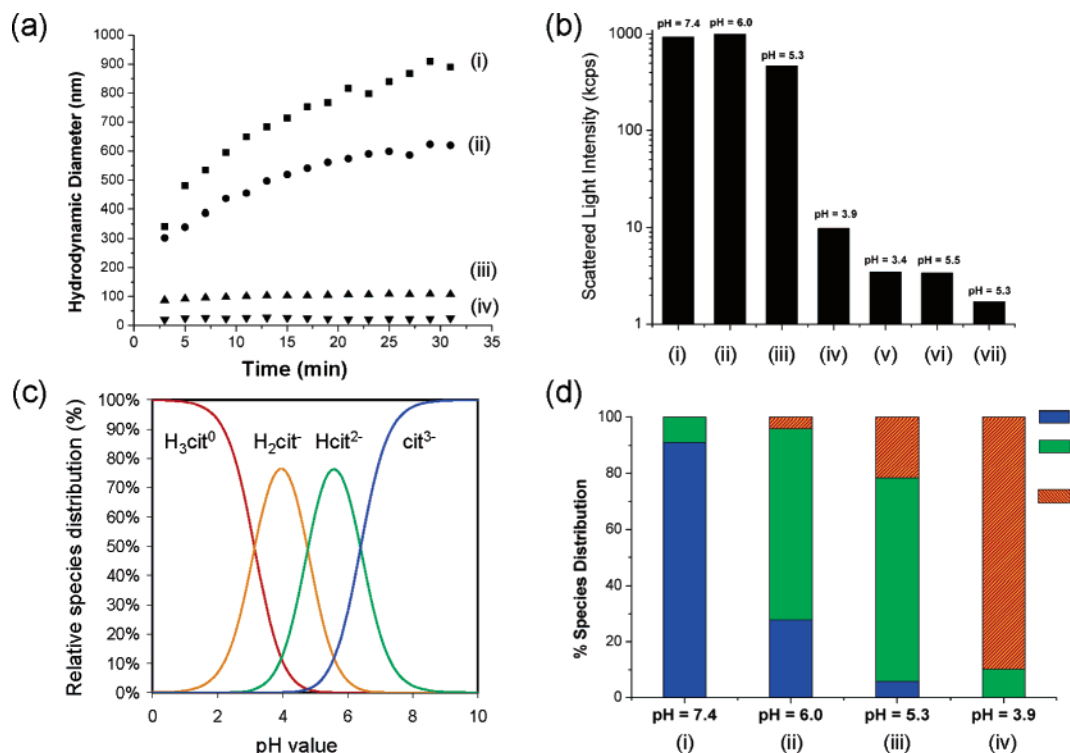 (a)
1000
900
800
700
600
500
400
300
200
100
0
Hydrodynamic Diameter (nm)
(i)
(ii)
(iii)
(iv)
0 5 10 15 20 25 30 35
Time (min)
(b)
1000
100
10
1
Scattered Light Intensity (kcps)
pH = 7.4
pH = 6.0
pH = 5.3
pH = 3.9
pH = 3.4
pH = 5.5
pH = 5.3
(i) (ii) (iii) (iv) (v) (vi) (vii)
(c)
100%
90%
80%
70%
60%
50%
40%
30%
20%
10%
0%
Relative species distribution (%)
H₃cit⁰ H₂cit⁻ Hcit²⁻ cit³⁻
0 2 4 6 8 10
pH value
(d)
100
80
60
40
20
0
% Species Distribution
pH = 7.4 pH = 6.0 pH = 5.3 pH = 3.9
(i) (ii) (iii) (iv)